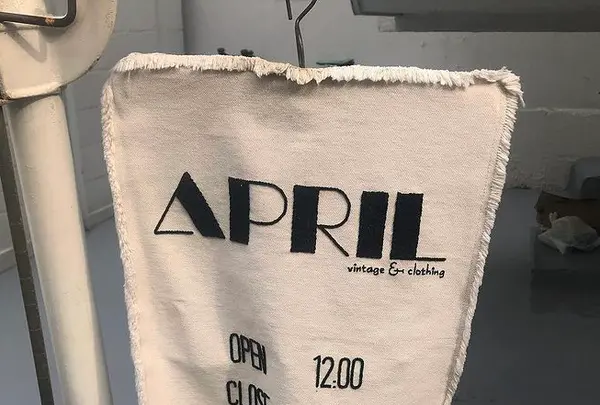 APRIL
vintage & clothing
OPEN 12:00